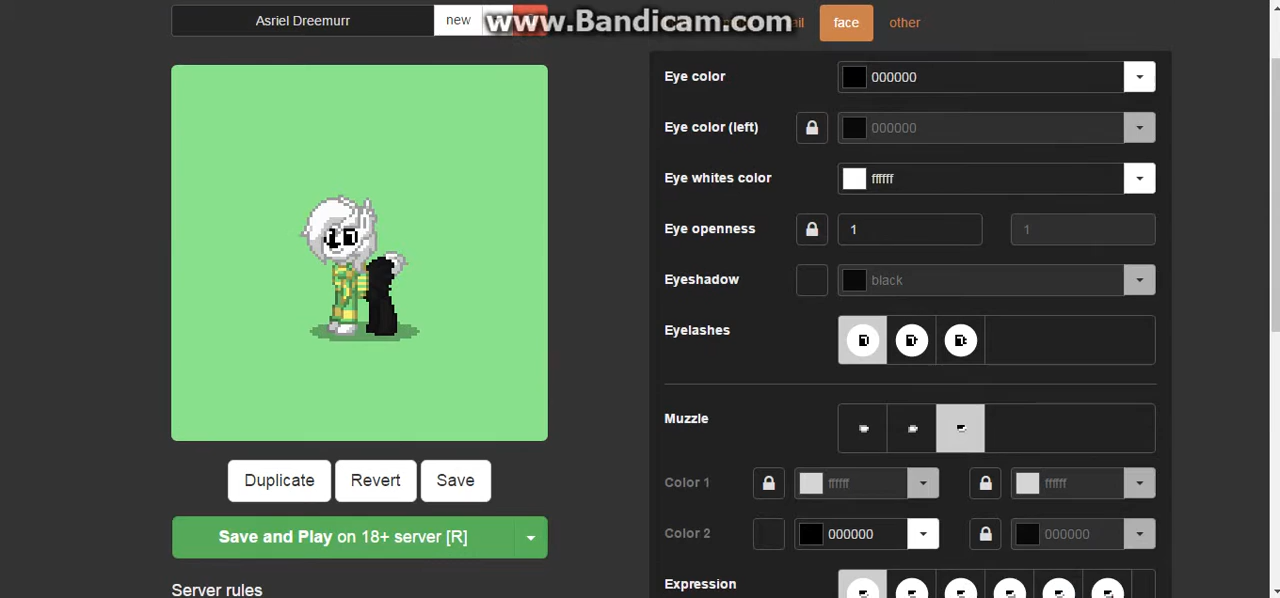 Asriel Dreemurr
new
www.Bandicam.com
face
other
Eye color
000000
Eye color (left)
000000
Eye whites color
ffffff
Eye openness
1
1
Eyeshadow
black
Eyelashes
Muzzle
Color 1
ffffff
ffffff
Color 2
000000
000000
Expression
Duplicate
Revert
Save
Save and Play on 18+ server [R]
Server rules